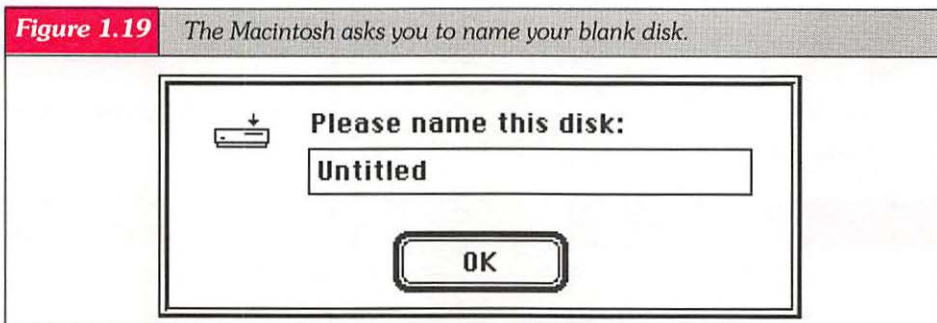 Figure 1.19 The Macintosh asks you to name your blank disk.
Please name this disk:
Untitled
OK